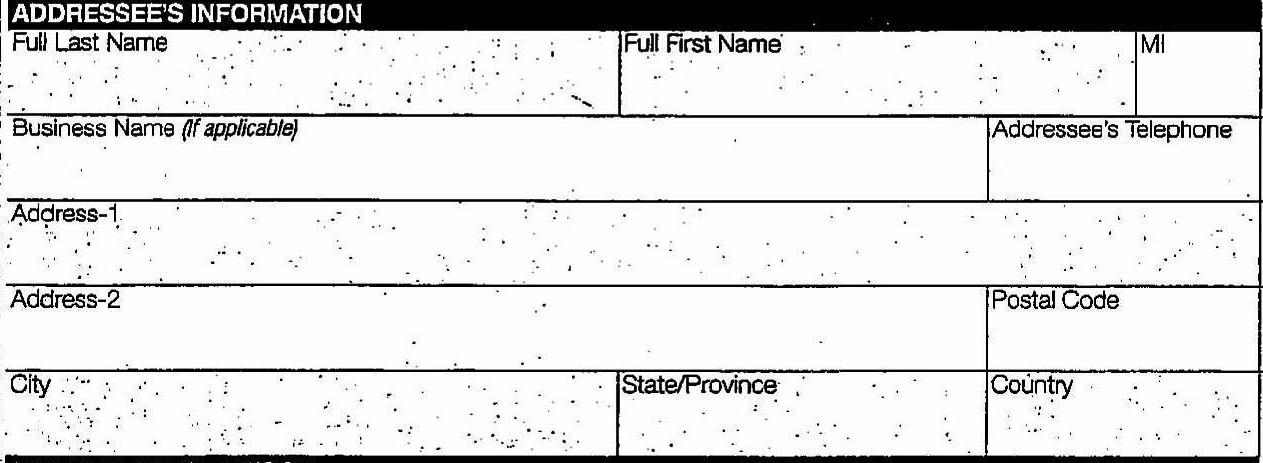 ADDRESSEE'S INFORMATION
Full Last Name Full First Name MI
Business Name (If applicable) Addressee's Telephone
Address-1
Address-2 Postal Code
City State/Province Country